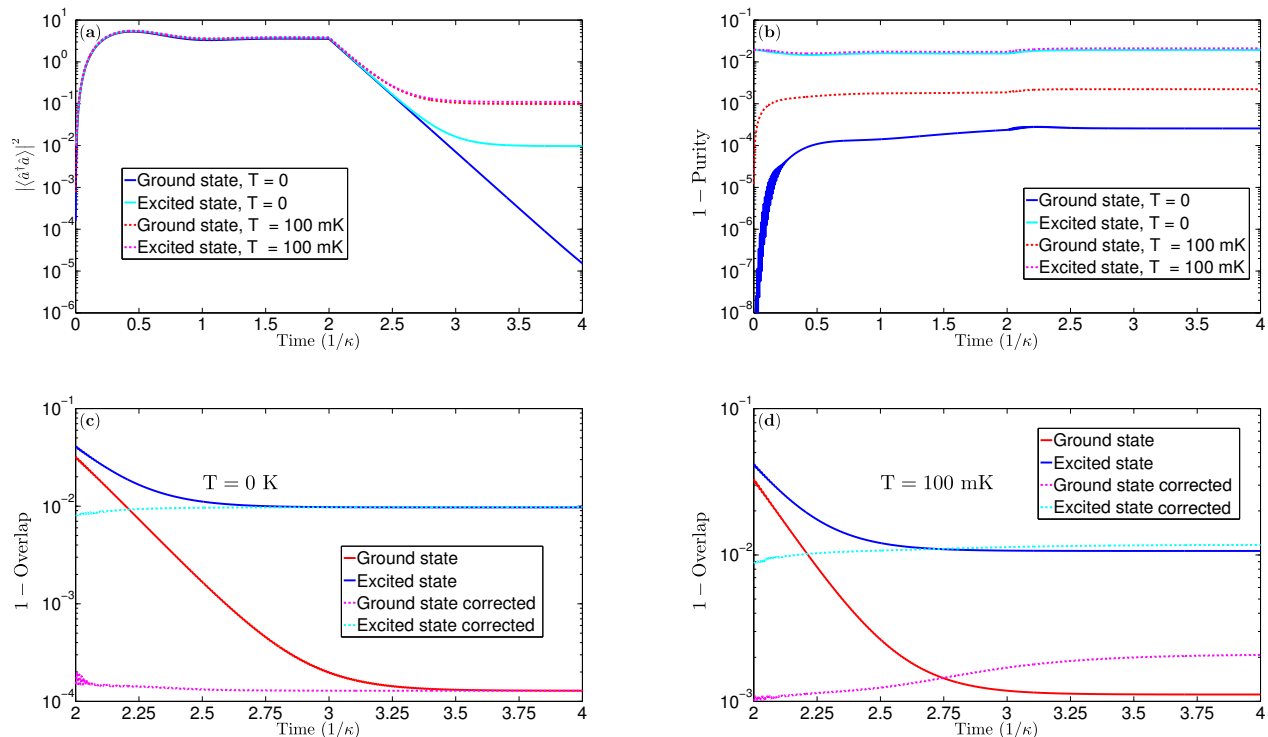 (a)
10^1
10^0
10^-1
10^-2
10^-3
10^-4
10^-5
10^-6
|⟨â†â⟩|^2
Ground state, T = 0
Excited state, T = 0
Ground state, T = 100 mK
Excited state, T = 100 mK
0 0.5 1 1.5 2 2.5 3 3.5 4
Time (1/κ)
(b)
10^0
10^-1
10^-2
10^-3
10^-4
10^-5
10^-6
10^-7
10^-8
1 − Purity
Ground state, T = 0
Excited state, T = 0
Ground state, T = 100 mK
Excited state, T = 100 mK
0 0.5 1 1.5 2 2.5 3 3.5 4
Time (1/κ)
(c)
10^-1
10^-2
10^-3
10^-4
1 − Overlap
T = 0 K
Ground state
Excited state
Ground state corrected
Excited state corrected
2 2.25 2.5 2.75 3 3.25 3.5 3.75 4
Time (1/κ)
(d)
10^-1
10^-2
10^-3
1 − Overlap
T = 100 mK
Ground state
Excited state
Ground state corrected
Excited state corrected
2 2.25 2.5 2.75 3 3.25 3.5 3.75 4
Time (1/κ)